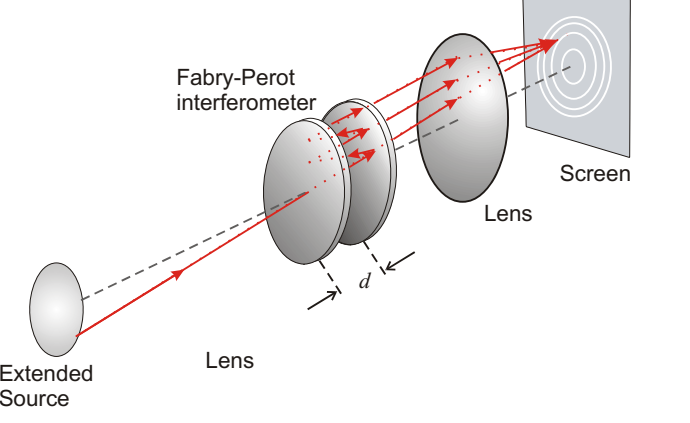 Fabry-Perot
interferometer
Screen
Lens
d
Lens
Extended
Source